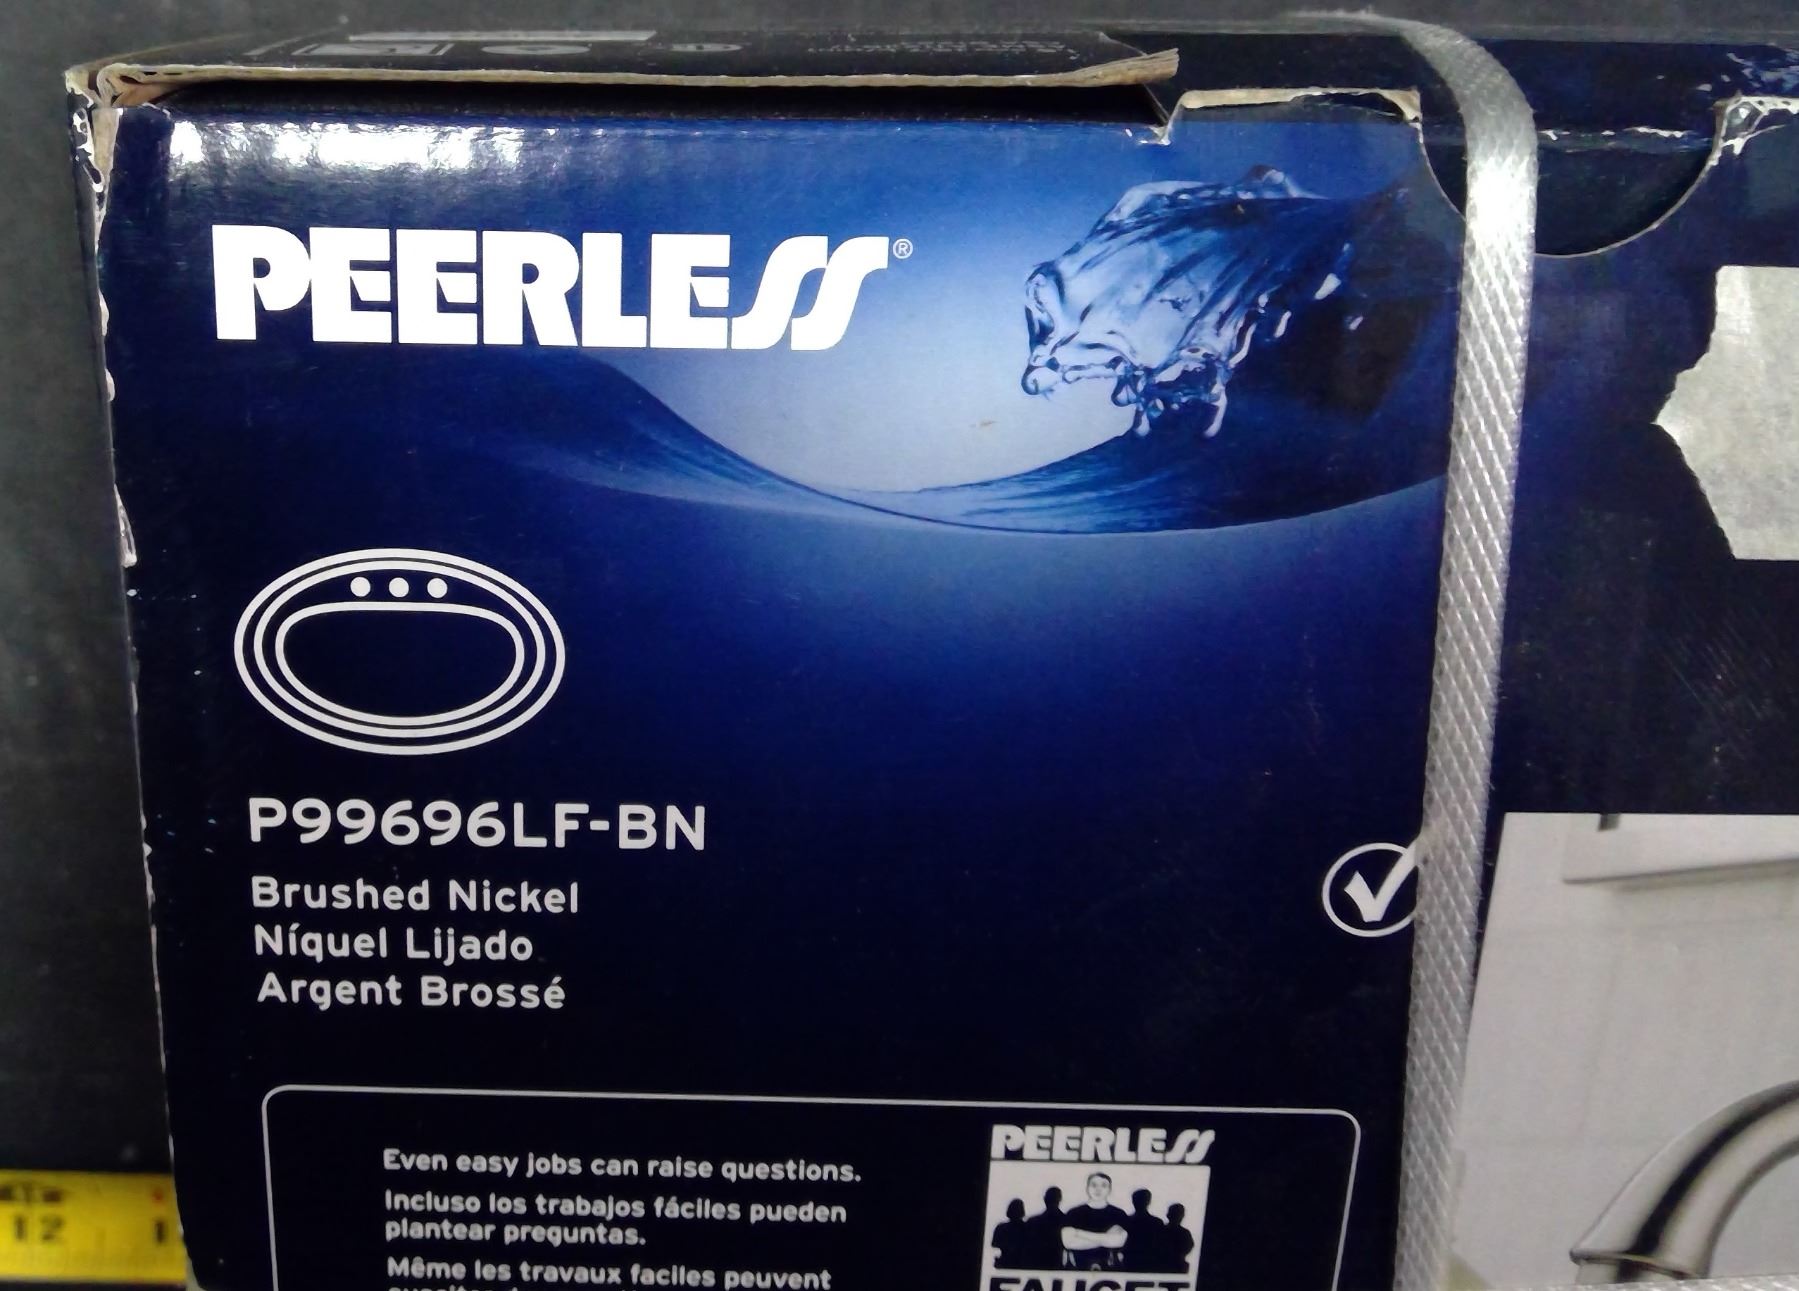 PEERLESS®
P99696LF-BN
Brushed Nickel
Níquel Lijado
Argent Brossé
Even easy jobs can raise questions.
Incluso los trabajos fáciles pueden
plantear preguntas.
Même les travaux faciles peuvent
PEERLESS
FAUCET
12